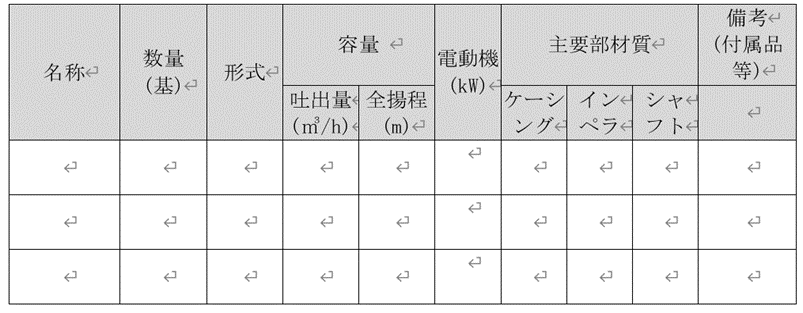 名称
数量
(基)
形式
容量
吐出量
(㎥/h)
全揚程
(m)
電動機
(kW)
主要部材質
ケーシ
ング
イン
ペラ
シャ
フト
備考
(付属品
等)